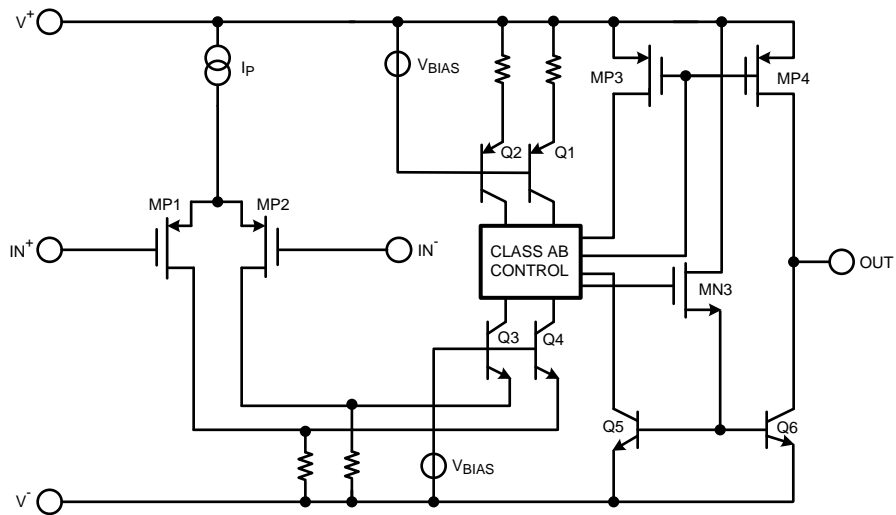 V+
IP
VBIAS
MP3
MP4
Q2
Q1
MP1
MP2
IN+
IN-
CLASS AB
CONTROL
OUT
MN3
Q3
Q4
Q5
Q6
VBIAS
V-